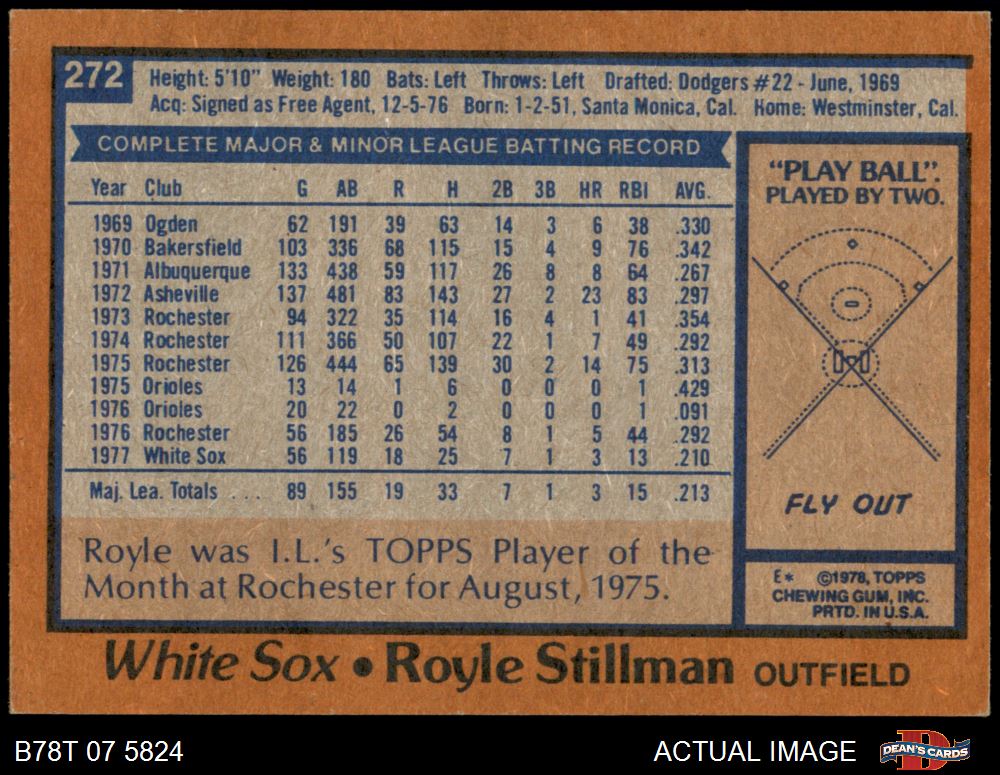 272
Height: 5'10" Weight: 180 Bats: Left Throws: Left Drafted: Dodgers #22 - June, 1969
Acq: Signed as Free Agent, 12-5-76 Born: 1-2-51, Santa Monica, Cal. Home: Westminster, Cal.
COMPLETE MAJOR & MINOR LEAGUE BATTING RECORD
Year Club G AB R H 2B 3B HR RBI AVG.
1969 Ogden 62 191 39 63 14 3 6 38 .330
1970 Bakersfield 103 336 68 115 15 4 9 76 .342
1971 Albuquerque 133 438 59 117 26 8 8 64 .267
1972 Asheville 137 481 83 143 27 2 23 83 .297
1973 Rochester 94 322 35 114 16 4 1 41 .354
1974 Rochester 111 366 50 107 22 1 7 49 .292
1975 Rochester 126 444 65 139 30 2 14 75 .313
1975 Orioles 13 14 1 6 0 0 0 1 .429
1976 Orioles 20 22 0 2 0 0 0 1 .091
1976 Rochester 56 185 26 54 8 1 5 44 .292
1977 White Sox 56 119 18 25 7 1 3 13 .210
Maj. Lea. Totals .... 89 155 19 33 7 1 3 15 .213
Royle was I.L.'s TOPPS Player of the
Month at Rochester for August, 1975.
"PLAY BALL".
PLAYED BY TWO.
FLY OUT
E* ©1978, TOPPS
CHEWING GUM, INC.
PRTD. IN U.S.A.
White Sox • Royle Stillman OUTFIELD
B78T 07 5824
ACTUAL IMAGE
D
DEAN'S CARDS